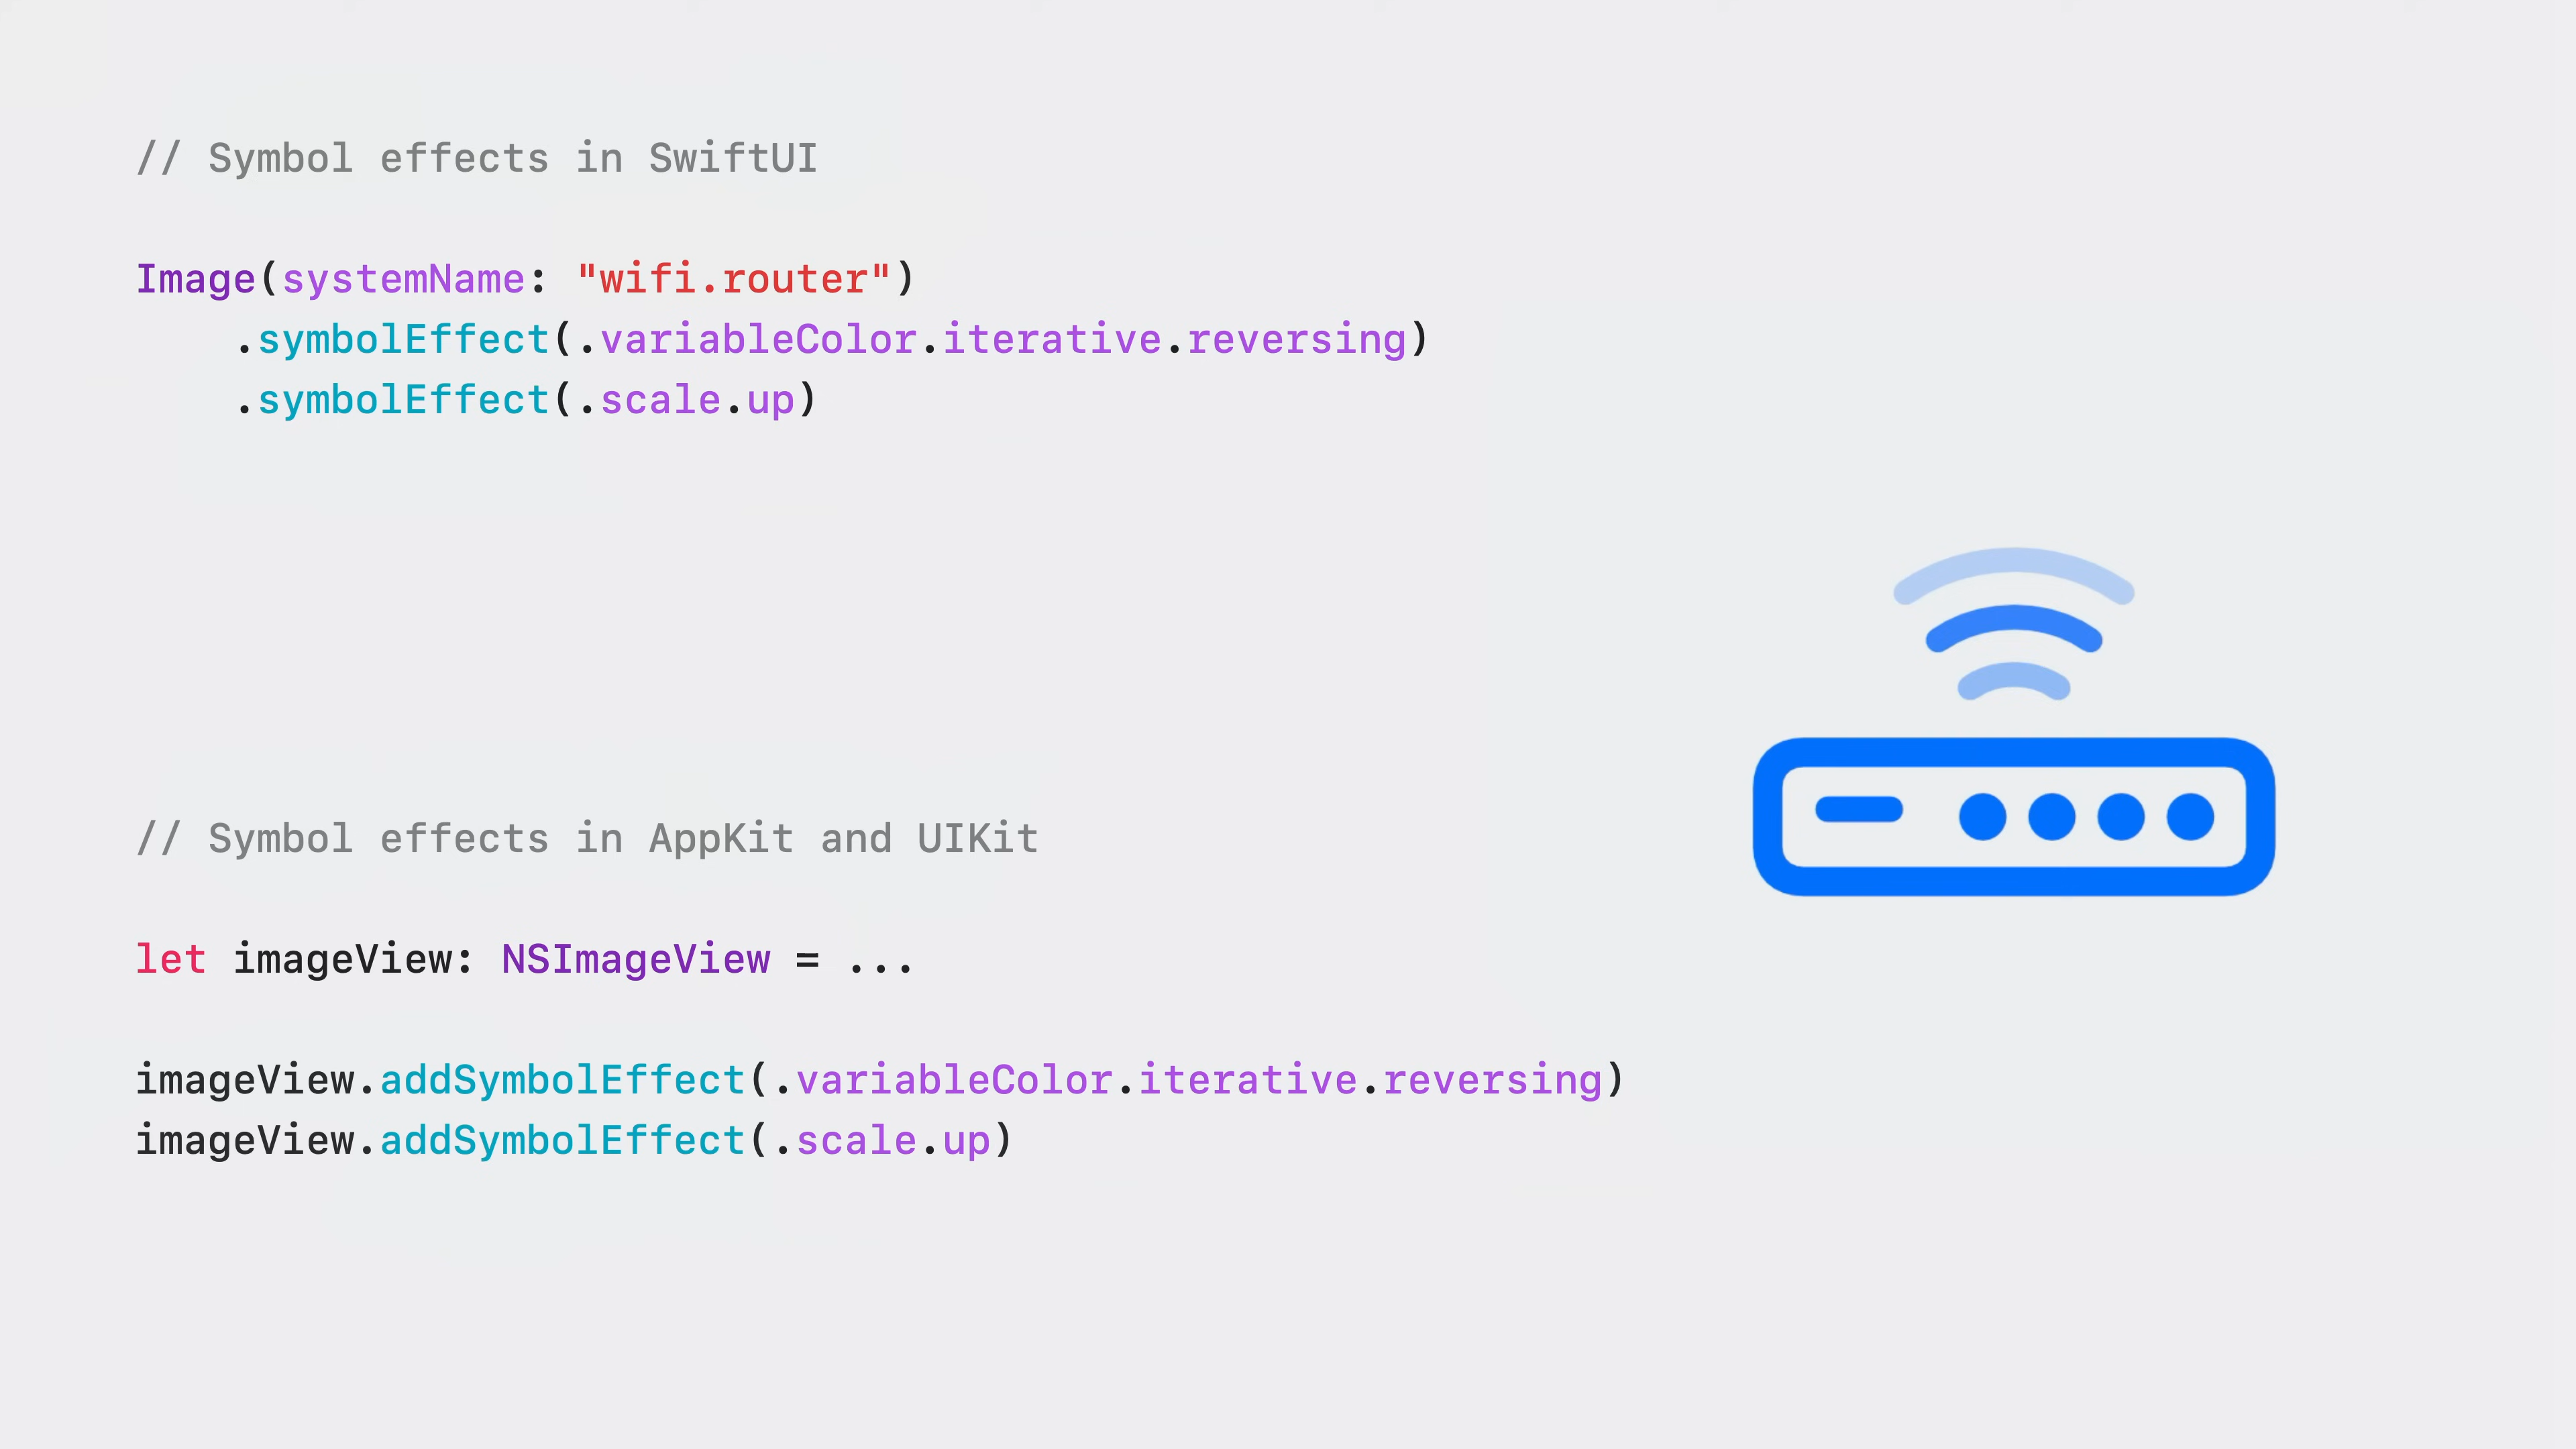 // Symbol effects in SwiftUI
Image(systemName: "wifi.router")
    .symbolEffect(.variableColor.iterative.reversing)
    .symbolEffect(.scale.up)
// Symbol effects in AppKit and UIKit
let imageView: NSImageView = ...
imageView.addSymbolEffect(.variableColor.iterative.reversing)
imageView.addSymbolEffect(.scale.up)